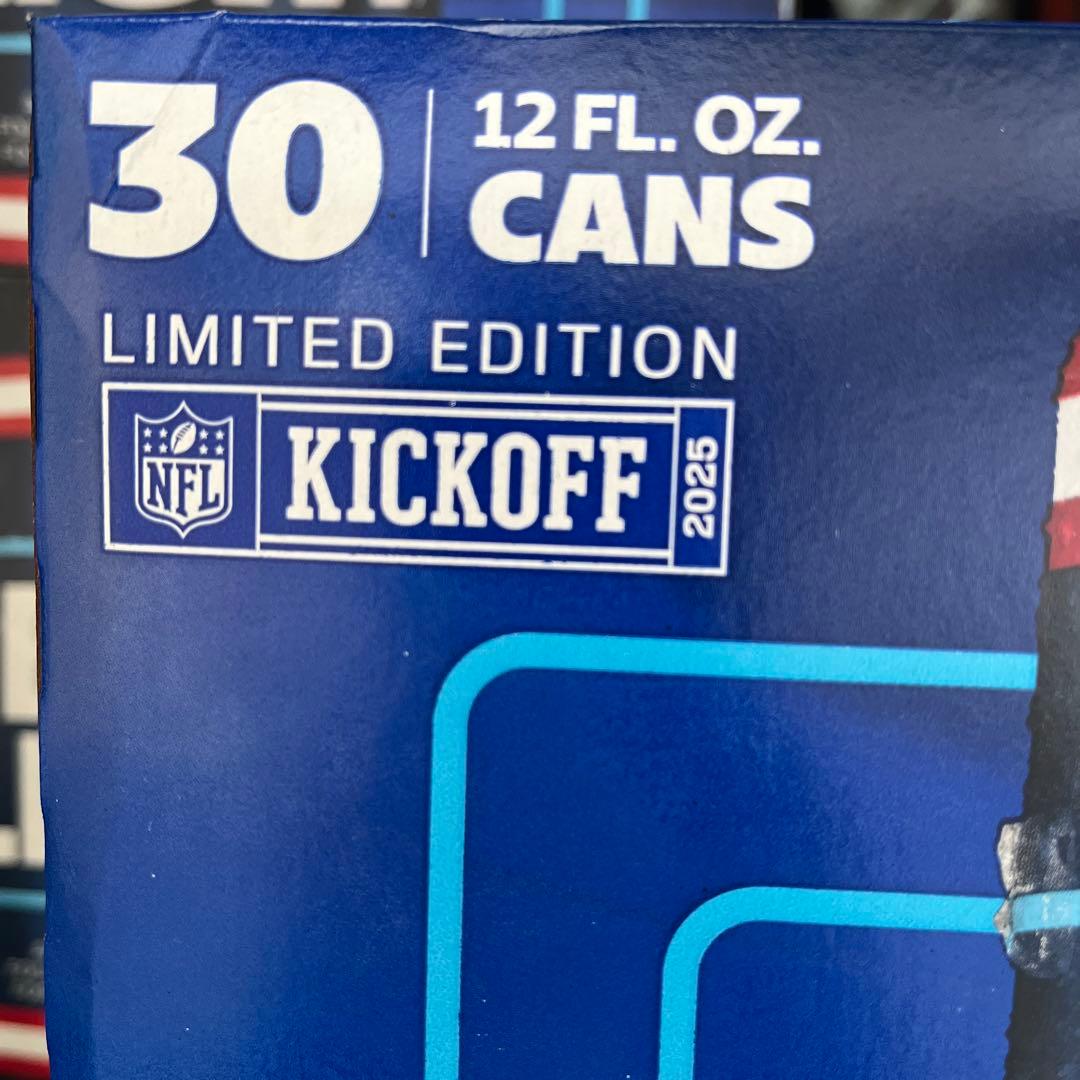 30
12 FL. OZ.
CANS
LIMITED EDITION
NFL
KICKOFF
2025